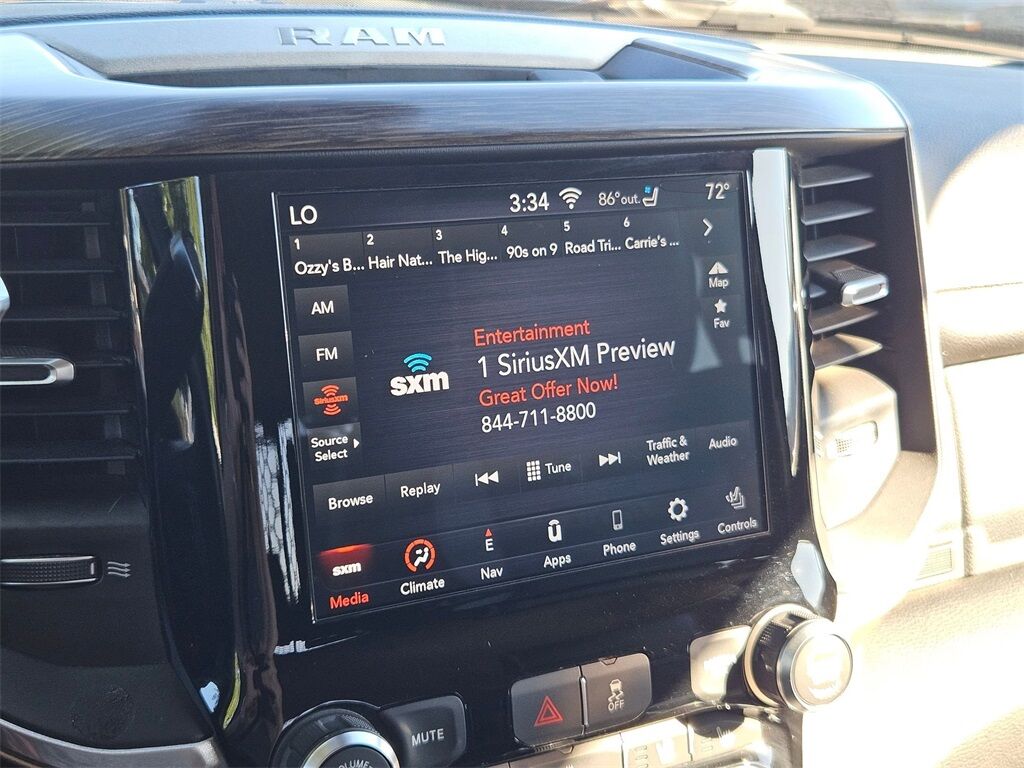 RAM
LO 3:34 86° out. 72°
1 2 3 4 5 6
Ozzy's B... Hair Nat... The Hig... 90s on 9 Road Tri... Carrie's ...
AM
FM
SiriusXM
Source Select
Map
Fav
sxm
Entertainment
1 SiriusXM Preview
Great Offer Now!
844-711-8800
Browse Replay Tune Traffic & Weather Audio
sxm
Media Climate E Nav Apps Phone Settings Controls
OFF
MUTE
VOLUME